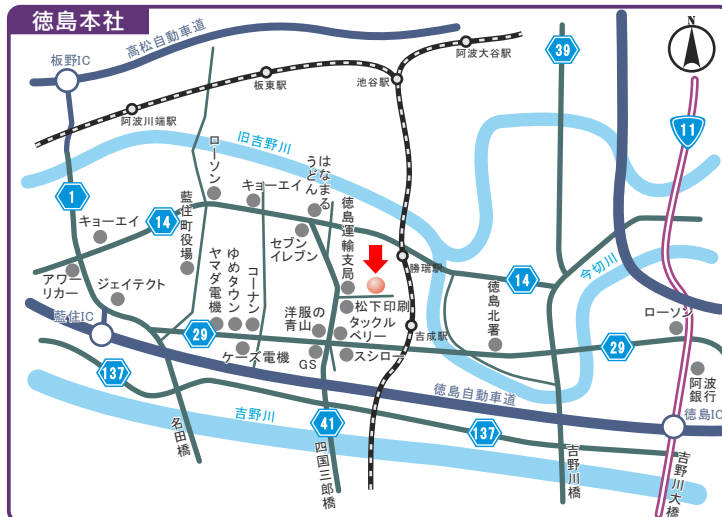 徳島本社
板野IC
高松自動車道
阿波大谷駅
39
N
板東駅
池谷駅
阿波川端駅
11
旧吉野川
ローソン
はなまる
うどん
1
キョーエイ
藍住町役場
徳島運輸支局
キョーエイ
14
セブン
イレブン
今切川
勝瑞駅
アワー
リカー
ジェイテクト
ヤマダ電機
ゆめタウン
コーナン
14
徳島北署
洋服の
青山
松下印刷
タックル
ベリー
吉成駅
ローソン
藍住IC
29
29
ケーズ電機
GS
スシロー
阿波
銀行
137
徳島自動車道
吉野川
徳島IC
41
137
名田橋
四国三郎橋
吉野川橋
吉野川大橋